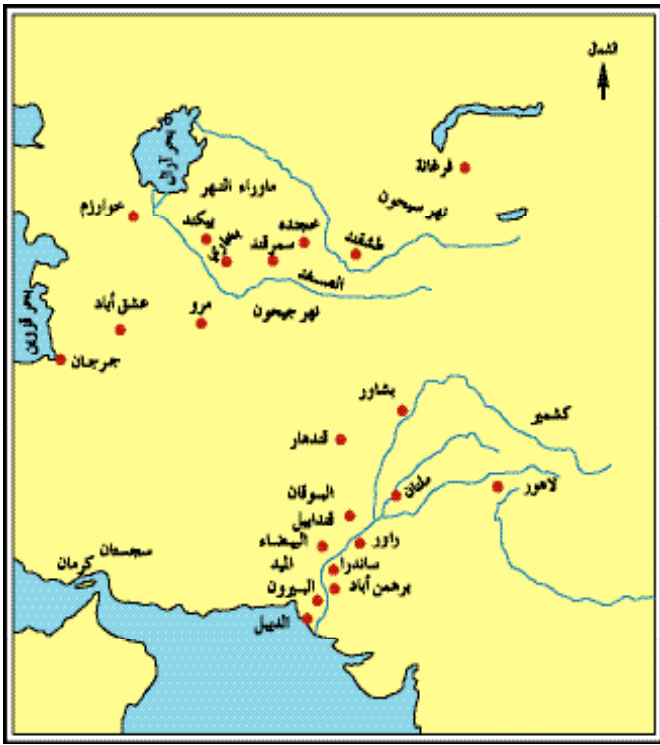 الشمال
بحر آرال
فرغانة
ماوراء النهر
نهر سيحون
خوارزم
بيكند
بخارى
سمرقند
خجنده
طشقند
الصغد
نهر جيحون
بحر قزوين
عشق أباد
مرو
جرجان
بشاور
كشمير
قندهار
ملتان
لاهور
البوقان
قندابيل
البيضاء
راور
الميد
ساندرا
سجستان
كرمان
البيرون
برهمن أباد
الديبل